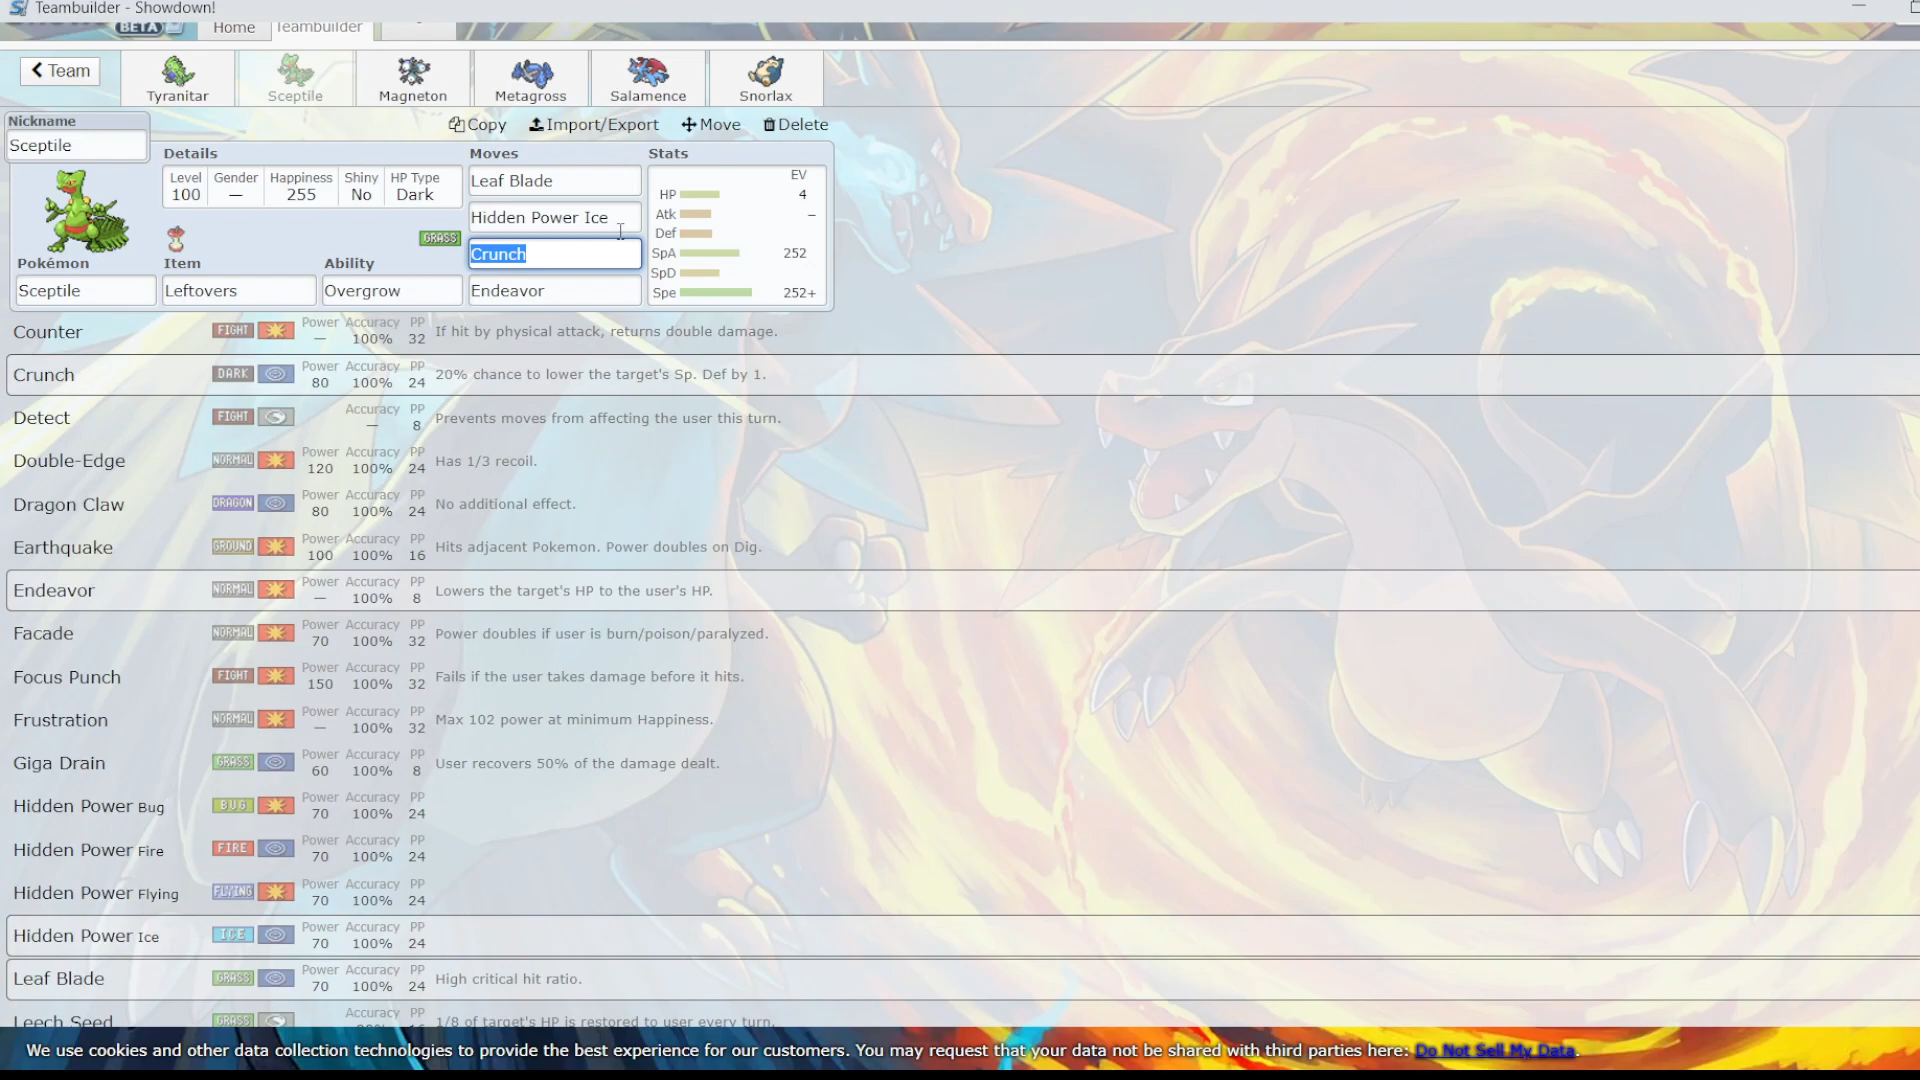 Teambuilder - Showdown!
BETA
Home
Teambuilder
Team
Tyranitar
Sceptile
Magneton
Metagross
Salamence
Snorlax
Nickname
Sceptile
Copy
Import/Export
Move
Delete
Details
Moves
Stats
Level
100
Gender
—
Happiness
255
Shiny
No
HP Type
Dark
Leaf Blade
Hidden Power Ice
Crunch
Endeavor
EV
HP 4
Atk –
Def
SpA 252
SpD
Spe 252+
GRASS
Pokémon
Sceptile
Item
Leftovers
Ability
Overgrow
Counter FIGHT Power — Accuracy 100% PP 32 If hit by physical attack, returns double damage.
Crunch DARK Power 80 Accuracy 100% PP 24 20% chance to lower the target's Sp. Def by 1.
Detect FIGHT Accuracy — PP 8 Prevents moves from affecting the user this turn.
Double-Edge NORMAL Power 120 Accuracy 100% PP 24 Has 1/3 recoil.
Dragon Claw DRAGON Power 80 Accuracy 100% PP 24 No additional effect.
Earthquake GROUND Power 100 Accuracy 100% PP 16 Hits adjacent Pokemon. Power doubles on Dig.
Endeavor NORMAL Power — Accuracy 100% PP 8 Lowers the target's HP to the user's HP.
Facade NORMAL Power 70 Accuracy 100% PP 32 Power doubles if user is burn/poison/paralyzed.
Focus Punch FIGHT Power 150 Accuracy 100% PP 32 Fails if the user takes damage before it hits.
Frustration NORMAL Power — Accuracy 100% PP 32 Max 102 power at minimum Happiness.
Giga Drain GRASS Power 60 Accuracy 100% PP 8 User recovers 50% of the damage dealt.
Hidden Power Bug BUG Power 70 Accuracy 100% PP 24
Hidden Power Fire FIRE Power 70 Accuracy 100% PP 24
Hidden Power Flying FLYING Power 70 Accuracy 100% PP 24
Hidden Power Ice ICE Power 70 Accuracy 100% PP 24
Leaf Blade GRASS Power 70 Accuracy 100% PP 24 High critical hit ratio.
Leech Seed GRASS Accuracy PP 1/8 of target's HP is restored to user every turn.
We use cookies and other data collection technologies to provide the best experience for our customers. You may request that your data not be shared with third parties here: Do Not Sell My Data.